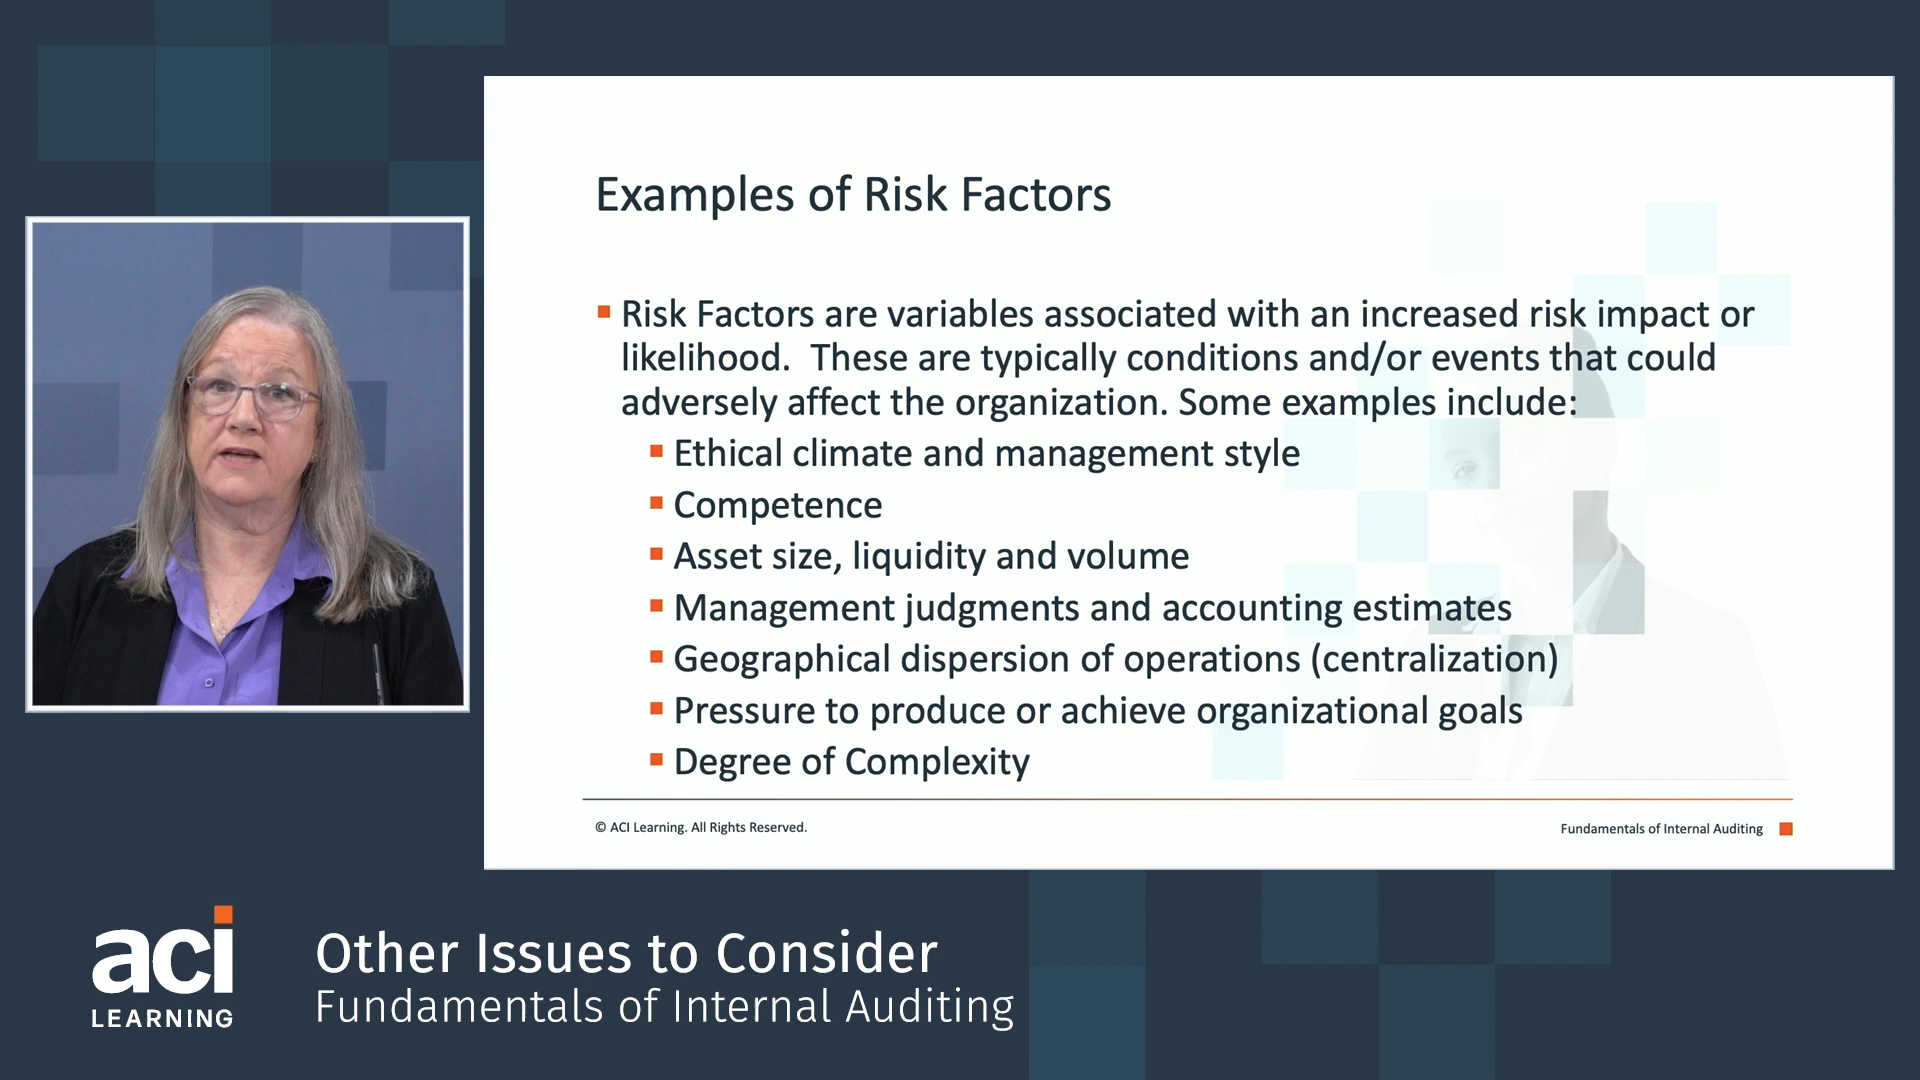 Examples of Risk Factors
Risk Factors are variables associated with an increased risk impact or
likelihood.  These are typically conditions and/or events that could
adversely affect the organization. Some examples include:
Ethical climate and management style
Competence
Asset size, liquidity and volume
Management judgments and accounting estimates
Geographical dispersion of operations (centralization)
Pressure to produce or achieve organizational goals
Degree of Complexity
© ACI Learning. All Rights Reserved.
Fundamentals of Internal Auditing
aci
LEARNING
Other Issues to Consider
Fundamentals of Internal Auditing